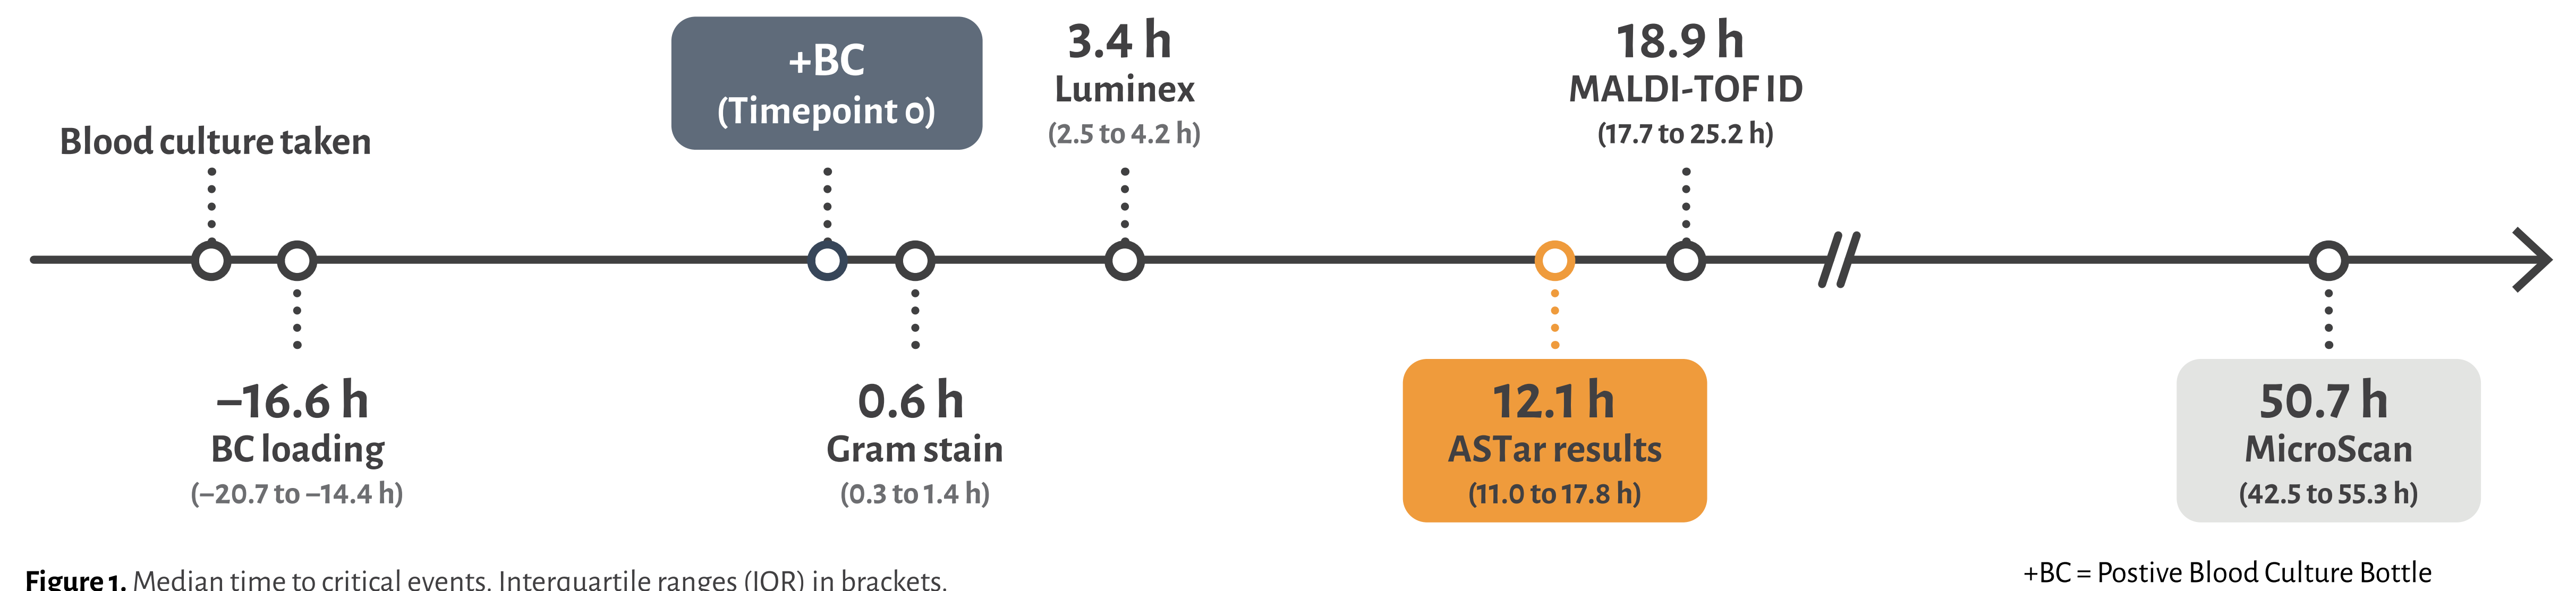 Blood culture taken
–16.6 h
BC loading
(–20.7 to –14.4 h)
+BC
(Timepoint 0)
0.6 h
Gram stain
(0.3 to 1.4 h)
3.4 h
Luminex
(2.5 to 4.2 h)
12.1 h
ASTar results
(11.0 to 17.8 h)
18.9 h
MALDI-TOF ID
(17.7 to 25.2 h)
50.7 h
MicroScan
(42.5 to 55.3 h)
Figure 1. Median time to critical events. Interquartile ranges (IQR) in brackets.
+BC = Postive Blood Culture Bottle